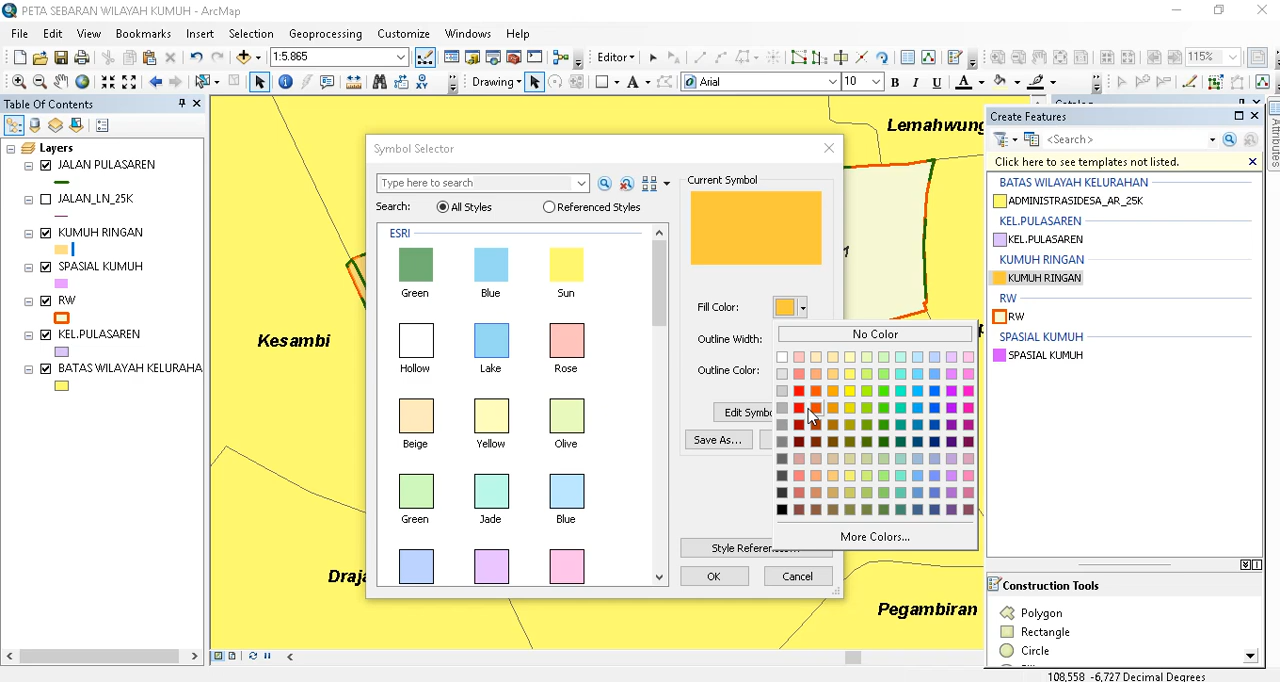 PETA SEBARAN WILAYAH KUMUH - ArcMap
File Edit View Bookmarks Insert Selection Geoprocessing Customize Windows Help
1:5.865 Editor 115%
Drawing Arial 10 B I U A
Table Of Contents
Layers
JALAN PULASAREN
JALAN_LN_25K
KUMUH RINGAN
SPASIAL KUMUH
RW
KEL.PULASAREN
BATAS WILAYAH KELURAHA
Lemahwung
Kesambi
Draja
Pegambiran
Symbol Selector
Type here to search
Search: All Styles Referenced Styles
ESRI
Green Blue Sun
Hollow Lake Rose
Beige Yellow Olive
Green Jade Blue
Current Symbol
Fill Color:
Outline Width:
Outline Color:
Edit Symbo
Save As...
Style Reference...
OK Cancel
No Color
More Colors...
Create Features
<Search>
Click here to see templates not listed.
BATAS WILAYAH KELURAHAN
ADMINISTRASIDESA_AR_25K
KEL.PULASAREN
KEL.PULASAREN
KUMUH RINGAN
KUMUH RINGAN
RW
RW
SPASIAL KUMUH
SPASIAL KUMUH
Construction Tools
Polygon
Rectangle
Circle
Attributes
108,558 -6,727 Decimal Degrees